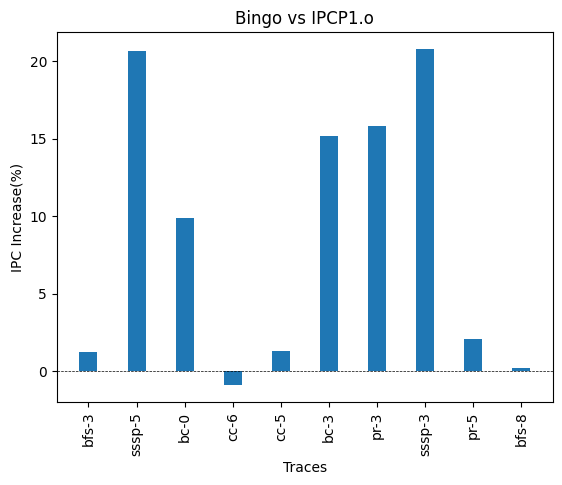 Bingo vs IPCP1.o
IPC Increase(%)
20
15
10
5
0
bfs-3
sssp-5
bc-0
cc-6
cc-5
bc-3
pr-3
sssp-3
pr-5
bfs-8
Traces